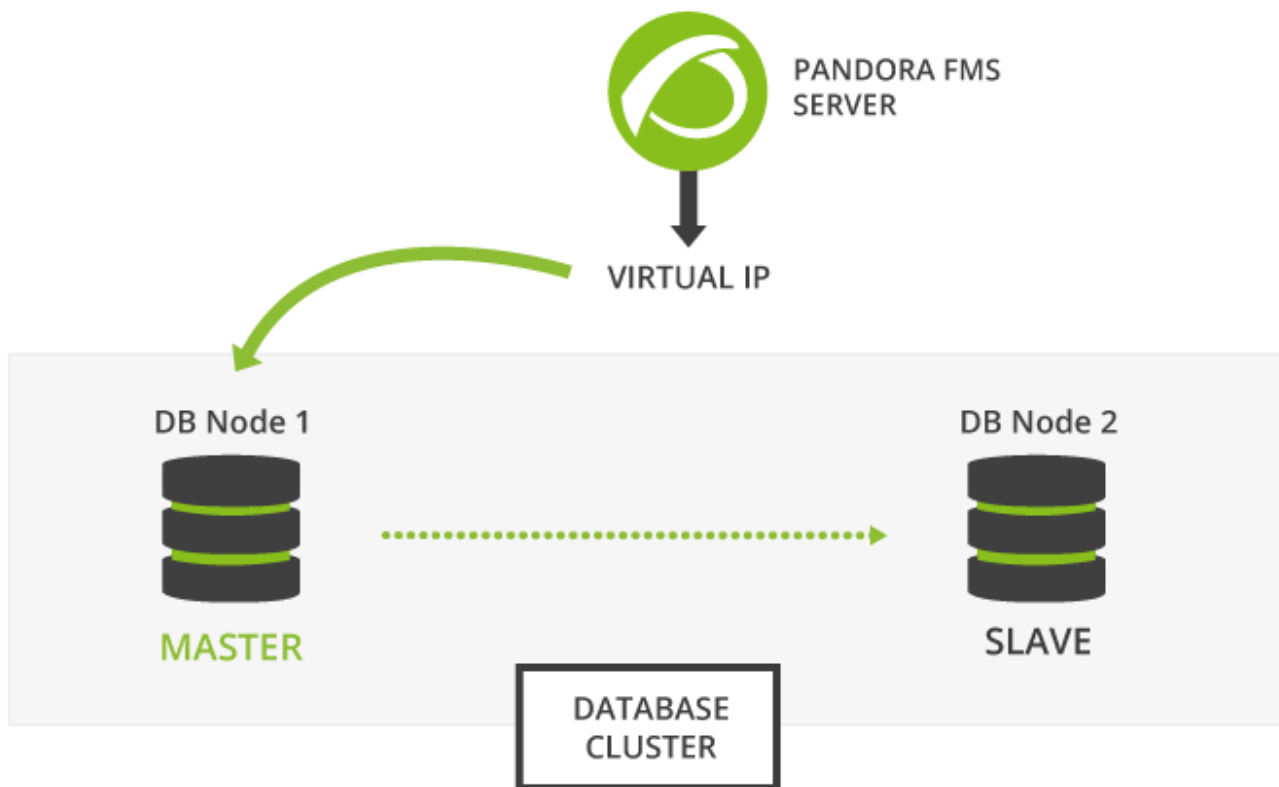 PANDORA FMS
SERVER
VIRTUAL IP
DB Node 1
DB Node 2
MASTER
SLAVE
DATABASE
CLUSTER